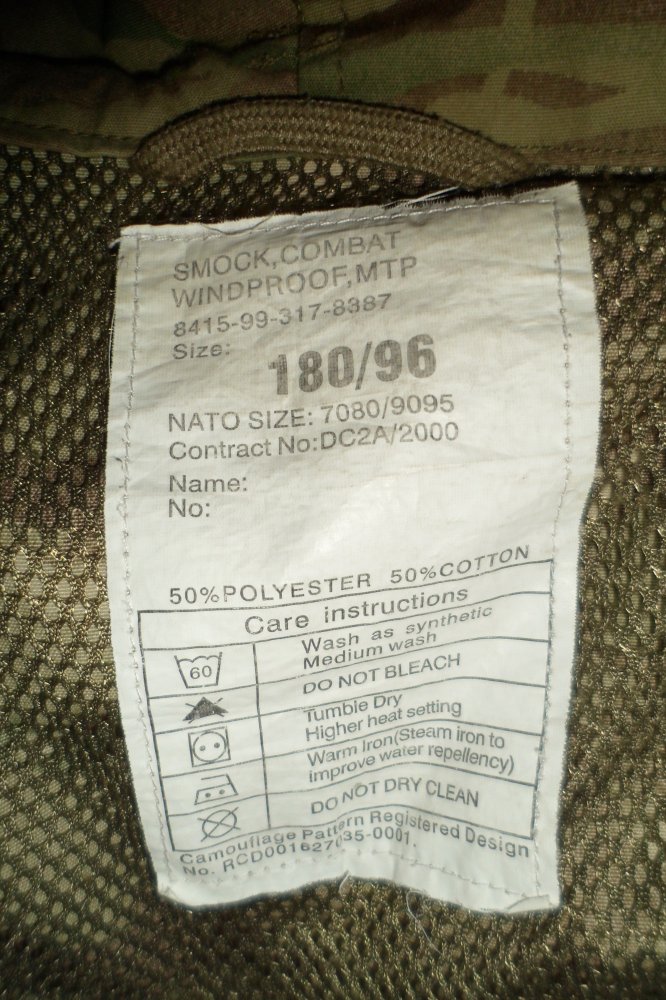 SMOCK,COMBAT
WINDPROOF,MTP
8415-99-317-8387
Size:
180/96
NATO SIZE: 7080/9095
Contract No:DC2A/2000
Name:
No:
50%POLYESTER 50%COTTON
Care instructions
60
Wash as synthetic
Medium wash
DO NOT BLEACH
Tumble Dry
Higher heat setting
Warm Iron(Steam iron to
improve water repellency)
DO NOT DRY CLEAN
Camouflage Pattern Registered Design
No. RCD001627035-0001.